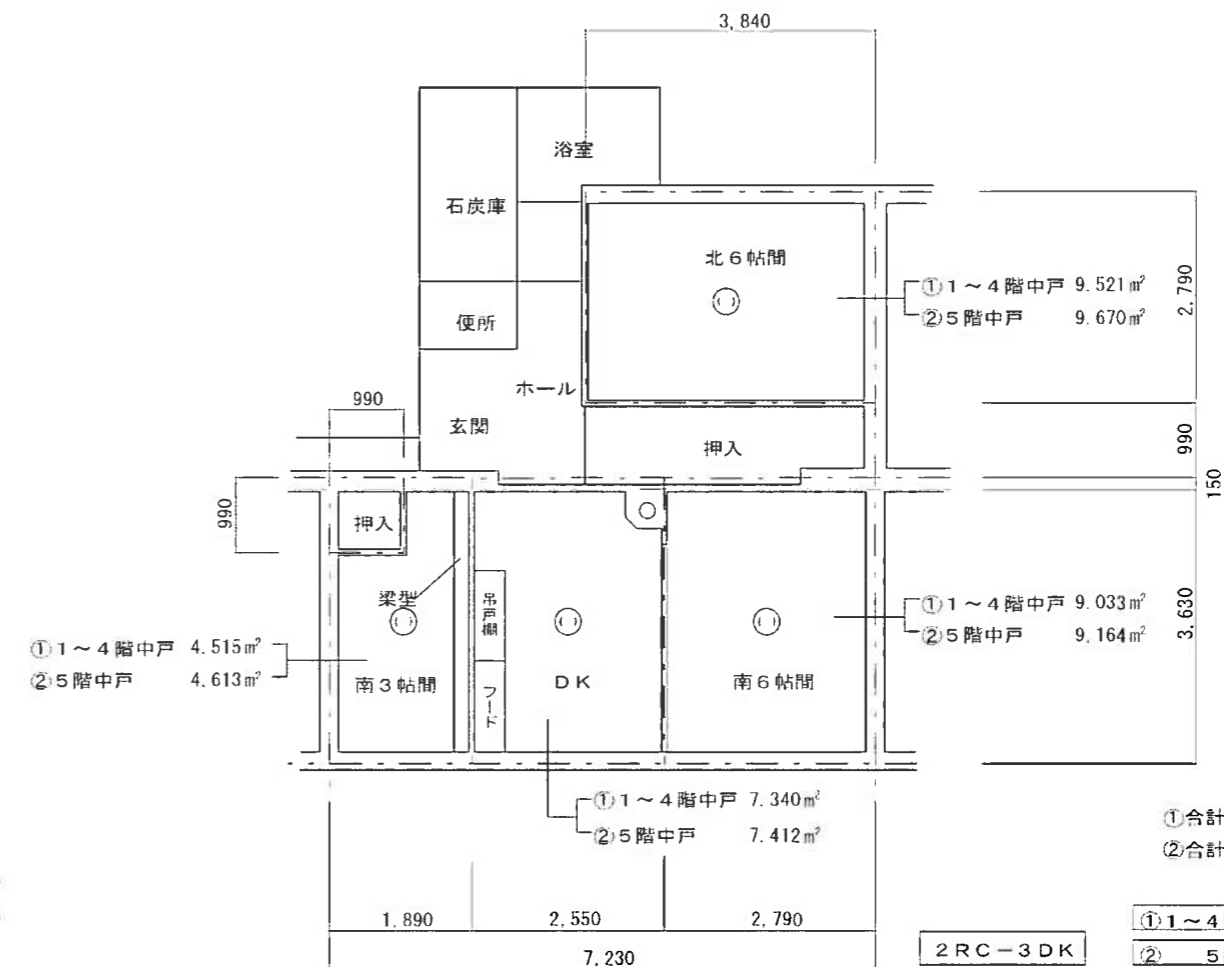 3,840
浴室
石炭庫
北6帖間
①1～4階中戸 9.521㎡
②5階中戸 9.670㎡
2,790
便所
ホール
990
玄関
押入
990
990
押入
150
梁型
吊戸棚
①1～4階中戸 9.033㎡
②5階中戸 9,164㎡
3,630
①1～4階中戸 4.515㎡
②5階中戸 4.613㎡
南3帖間
フード
DK
南6帖間
①1～4階中戸 7.340㎡
②5階中戸 7.412㎡
①合計
②合計
1,890
2,550
2,790
7,230
2RC－3DK
①1～4
② 5